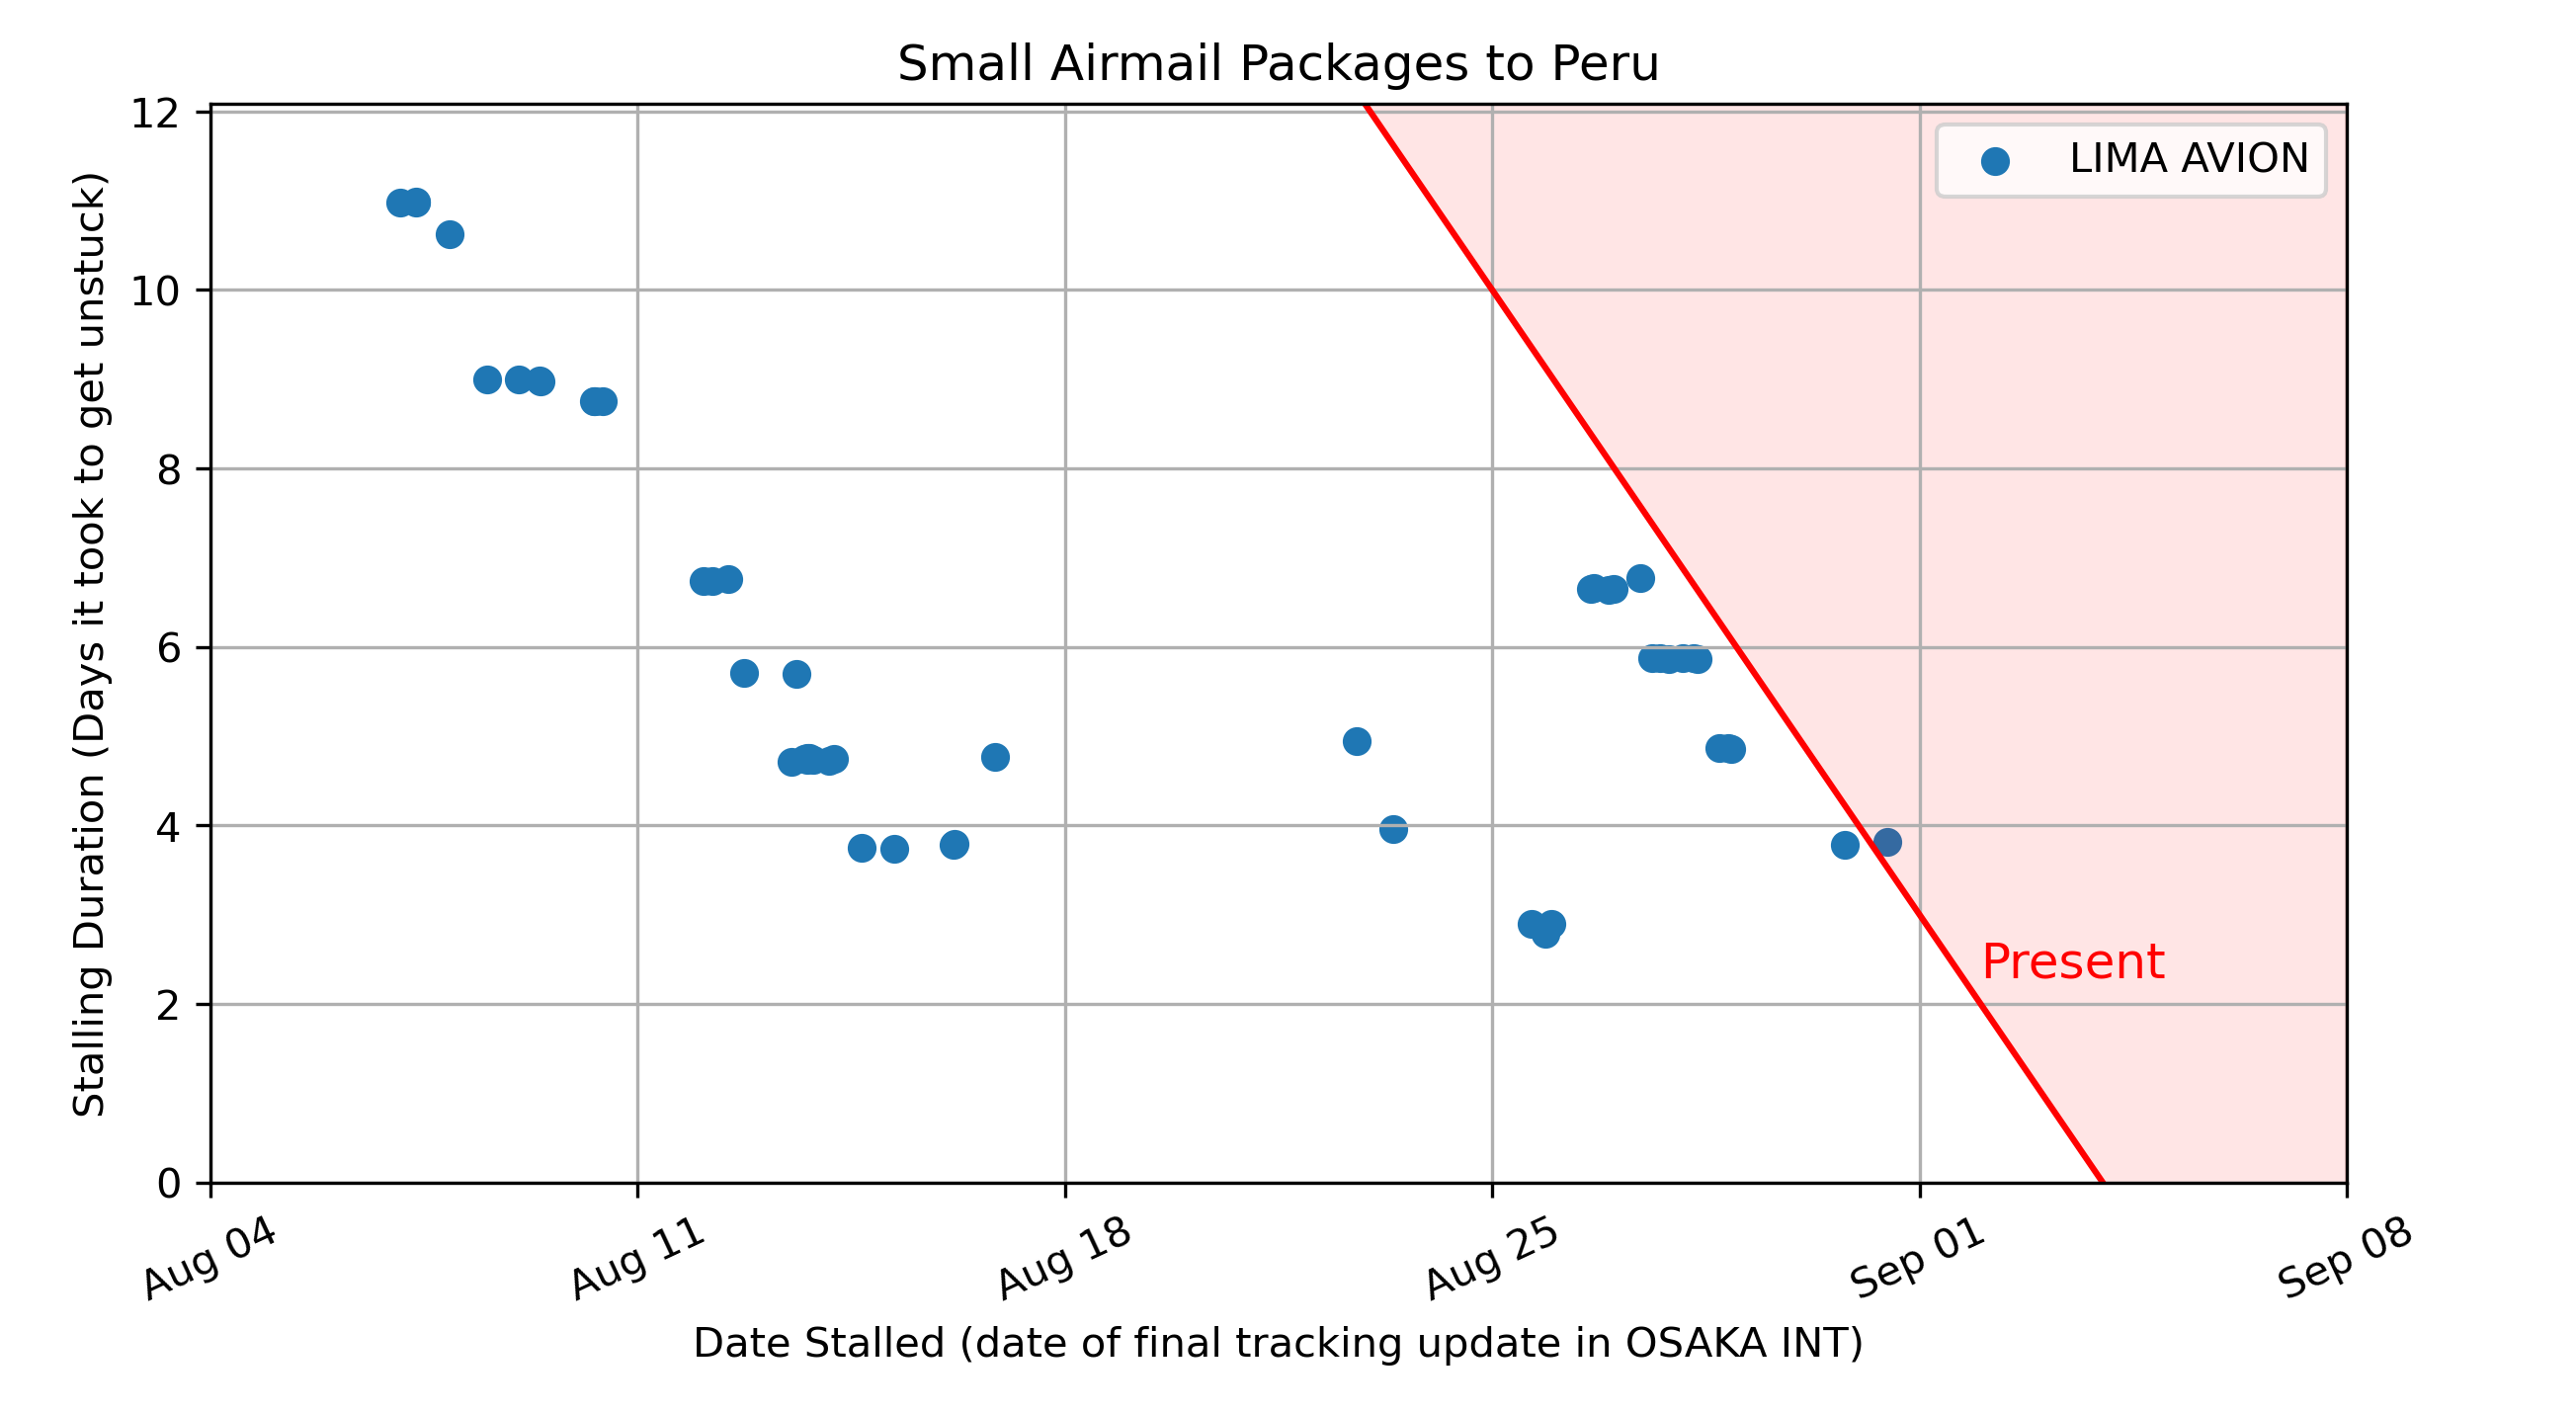 Small Airmail Packages to Peru
Stalling Duration (Days it took to get unstuck)
12
10
8
6
4
2
0
LIMA AVION
Present
Aug 04
Aug 11
Aug 18
Aug 25
Sep 01
Sep 08
Date Stalled (date of final tracking update in OSAKA INT)